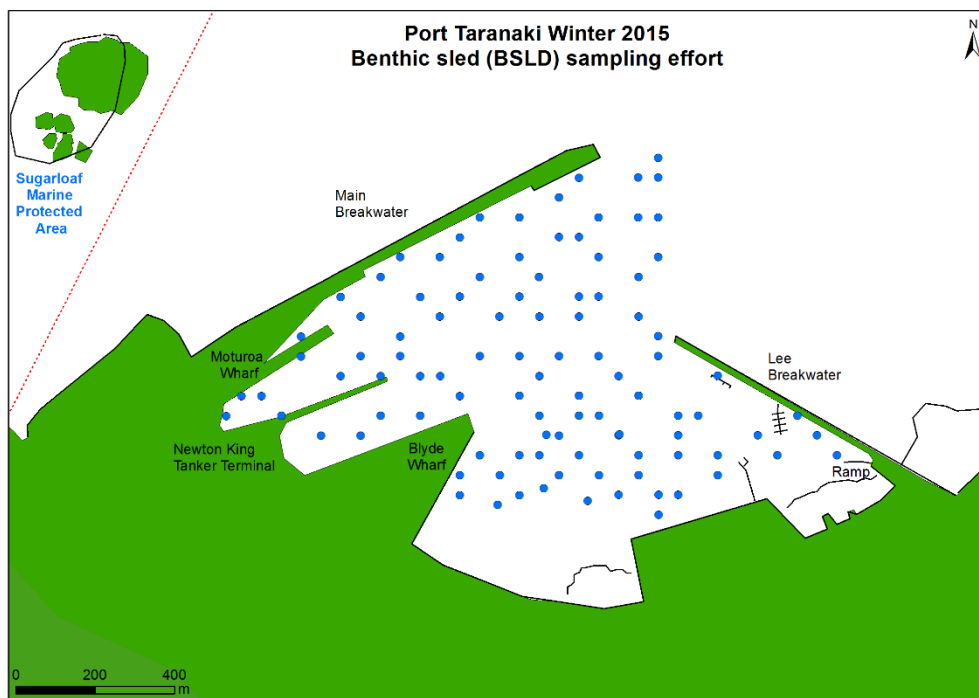 Port Taranaki Winter 2015
Benthic sled (BSLD) sampling effort
N
Sugarloaf
Marine
Protected
Area
Main
Breakwater
Moturoa
Wharf
Lee
Breakwater
Newton King
Tanker Terminal
Blyde
Wharf
Ramp
0 200 400
m